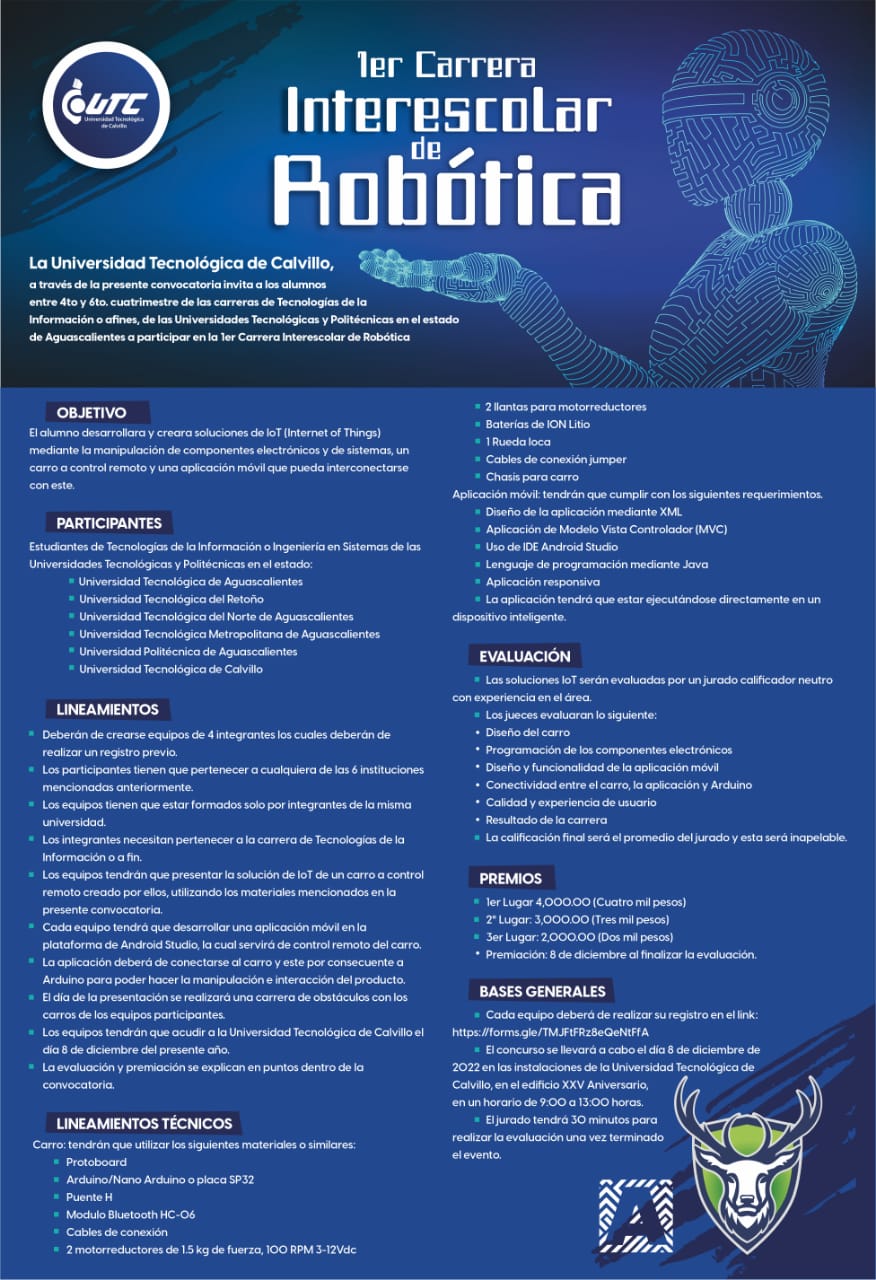 UTC
Universidad Tecnológica
de Calvillo
1er Carrera
Interescolar
de
Robótica
La Universidad Tecnológica de Calvillo,
a través de la presente convocatoria invita a los alumnos
entre 4to y 6to. cuatrimestre de las carreras de Tecnologías de la
Información o afines, de las Universidades Tecnológicas y Politécnicas en el estado
de Aguascalientes a participar en la 1er Carrera Interescolar de Robótica
OBJETIVO
El alumno desarrollara y creara soluciones de IoT (Internet of Things)
mediante la manipulación de componentes electrónicos y de sistemas, un
carro a control remoto y una aplicación móvil que pueda interconectarse
con este.
PARTICIPANTES
Estudiantes de Tecnologías de la Información o Ingeniería en Sistemas de las
Universidades Tecnológicas y Politécnicas en el estado:
Universidad Tecnológica de Aguascalientes
Universidad Tecnológica del Retoño
Universidad Tecnológica del Norte de Aguascalientes
Universidad Tecnológica Metropolitana de Aguascalientes
Universidad Politécnica de Aguascalientes
Universidad Tecnológica de Calvillo
LINEAMIENTOS
Deberán de crearse equipos de 4 integrantes los cuales deberán de
realizar un registro previo.
Los participantes tienen que pertenecer a cualquiera de las 6 instituciones
mencionadas anteriormente.
Los equipos tienen que estar formados solo por integrantes de la misma
universidad.
Los integrantes necesitan pertenecer a la carrera de Tecnologías de la
Información o a fin.
Los equipos tendrán que presentar la solución de IoT de un carro a control
remoto creado por ellos, utilizando los materiales mencionados en la
presente convocatoria.
Cada equipo tendrá que desarrollar una aplicación móvil en la
plataforma de Android Studio, la cual servirá de control remoto del carro.
La aplicación deberá de conectarse al carro y este por consecuente a
Arduino para poder hacer la manipulación e interacción del producto.
El día de la presentación se realizará una carrera de obstáculos con los
carros de los equipos participantes.
Los equipos tendrán que acudir a la Universidad Tecnológica de Calvillo el
día 8 de diciembre del presente año.
La evaluación y premiación se explican en puntos dentro de la
convocatoria.
LINEAMIENTOS TÉCNICOS
Carro: tendrán que utilizar los siguientes materiales o similares:
Protoboard
Arduino/Nano Arduino o placa SP32
Puente H
Modulo Bluetooth HC-06
Cables de conexión
2 motorreductores de 1.5 kg de fuerza, 100 RPM 3-12Vdc
2 llantas para motorreductores
Baterías de ION Litio
1 Rueda loca
Cables de conexión jumper
Chasis para carro
Aplicación móvil: tendrán que cumplir con los siguientes requerimientos.
Diseño de la aplicación mediante XML
Aplicación de Modelo Vista Controlador (MVC)
Uso de IDE Android Studio
Lenguaje de programación mediante Java
Aplicación responsiva
La aplicación tendrá que estar ejecutándose directamente en un
dispositivo inteligente.
EVALUACIÓN
Las soluciones IoT serán evaluadas por un jurado calificador neutro
con experiencia en el área.
Los jueces evaluaran lo siguiente:
• Diseño del carro
• Programación de los componentes electrónicos
• Diseño y funcionalidad de la aplicación móvil
• Conectividad entre el carro, la aplicación y Arduino
• Calidad y experiencia de usuario
• Resultado de la carrera
La calificación final será el promedio del jurado y esta será inapelable.
PREMIOS
1er Lugar 4,000.00 (Cuatro mil pesos)
2° Lugar: 3,000.00 (Tres mil pesos)
3er Lugar: 2,000.00 (Dos mil pesos)
• Premiación: 8 de diciembre al finalizar la evaluación.
BASES GENERALES
Cada equipo deberá de realizar su registro en el link:
https://forms.gle/TMJFtFRz8eQeNtFfA
El concurso se llevará a cabo el día 8 de diciembre de
2022 en las instalaciones de la Universidad Tecnológica de
Calvillo, en el edificio XXV Aniversario,
en un horario de 9:00 a 13:00 horas.
El jurado tendrá 30 minutos para
realizar la evaluación una vez terminado
el evento.
A